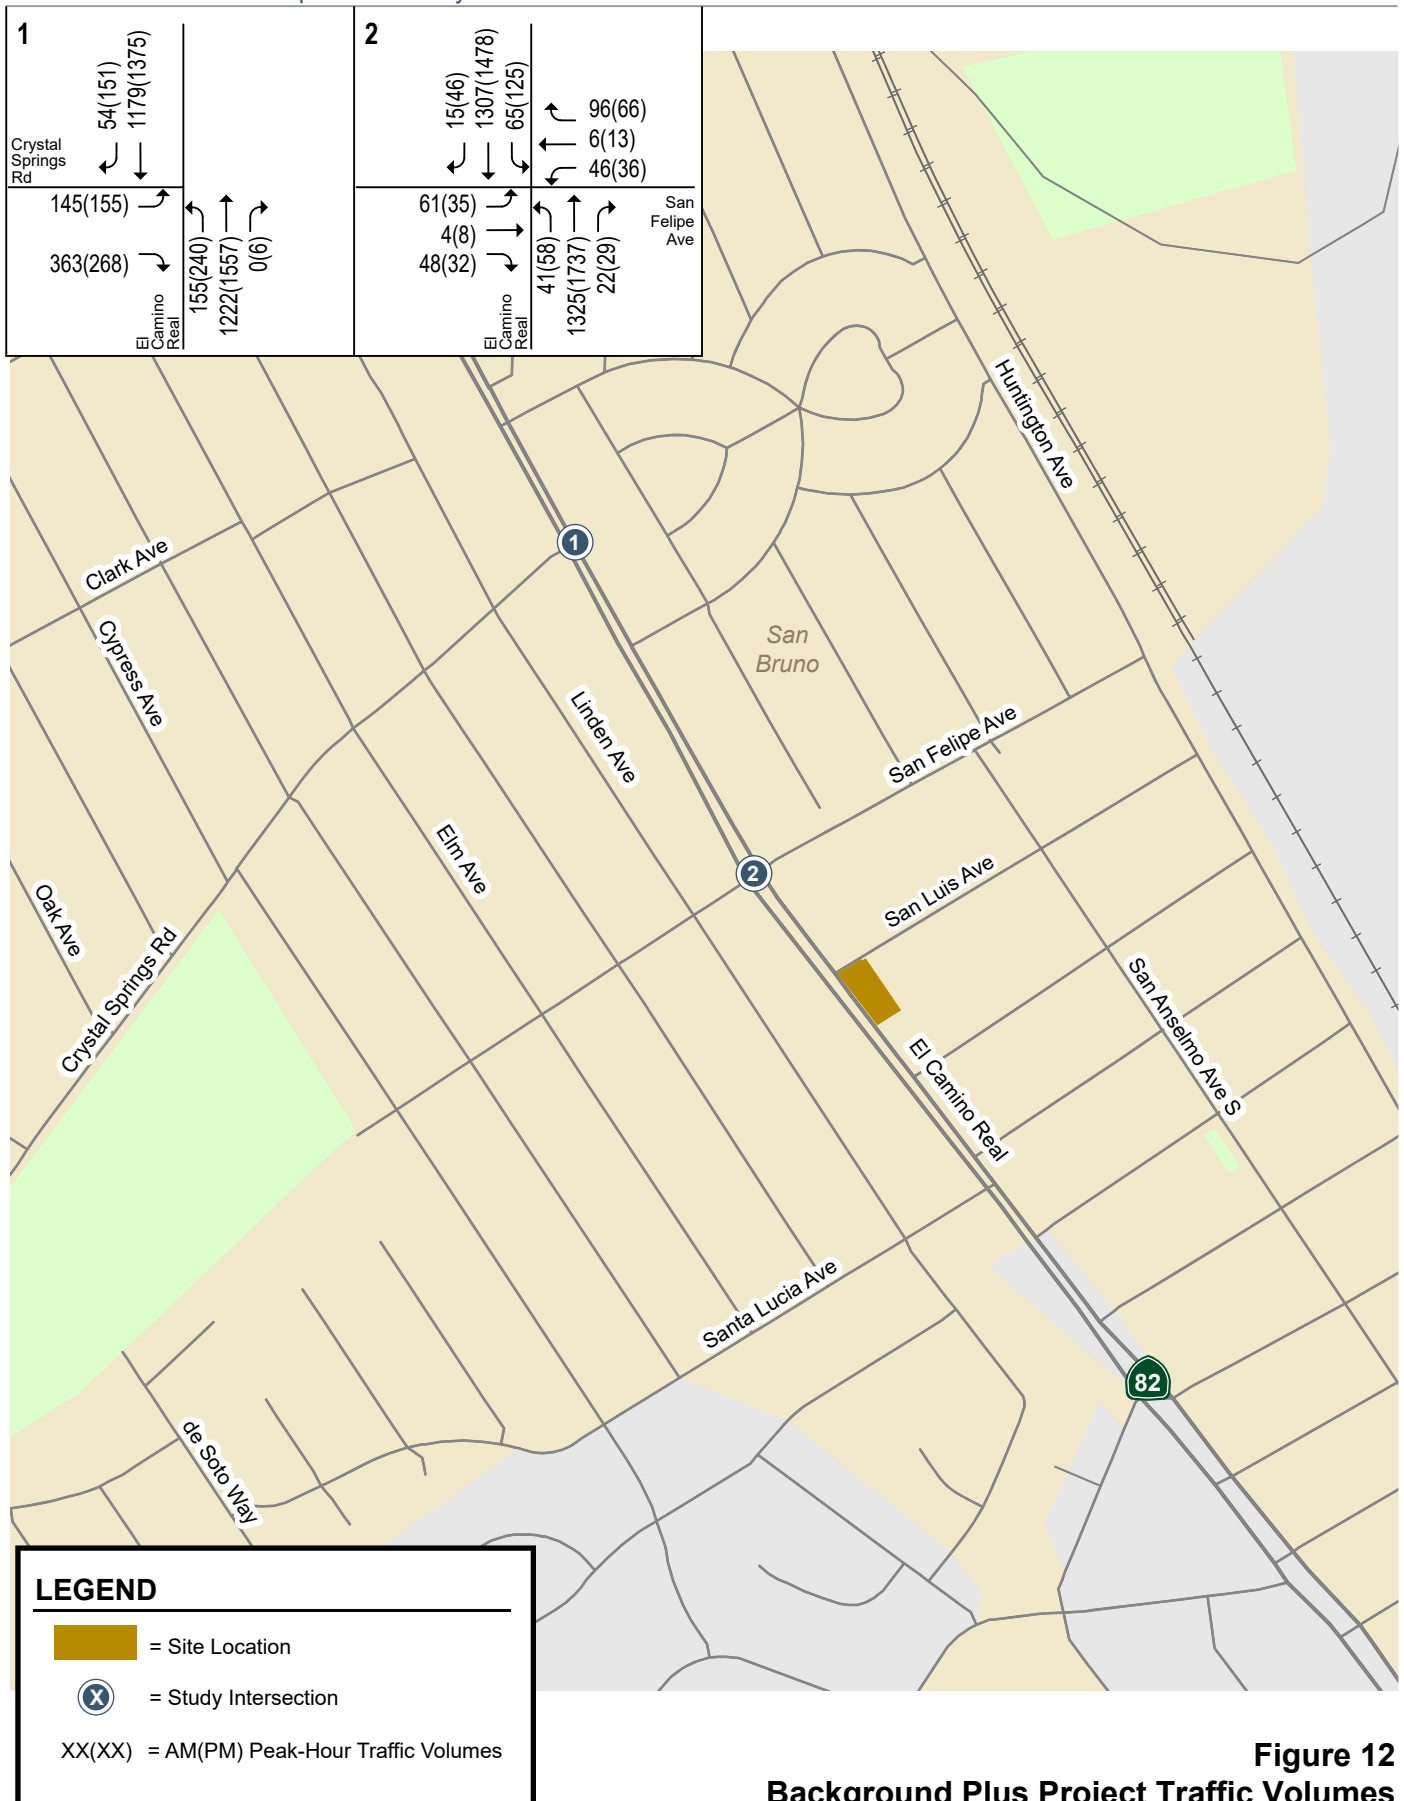 1
54(151)
1179(1375)
Crystal
Springs
Rd
145(155)
363(268)
155(240)
1222(1557)
0(6)
El
Camino
Real
2
15(46)
1307(1478)
65(125)
96(66)
6(13)
46(36)
61(35)
4(8)
48(32)
41(58)
1325(1737)
22(29)
San
Felipe
Ave
El
Camino
Real
Huntington Ave
1
Clark Ave
Cypress Ave
San
Bruno
Linden Ave
San Felipe Ave
Elm Ave
2
San Luis Ave
Oak Ave
Crystal Springs Rd
San Anselmo Ave S
El Camino Real
Santa Lucia Ave
82
de Soto Way
LEGEND
= Site Location
X = Study Intersection
XX(XX) = AM(PM) Peak-Hour Traffic Volumes
Figure 12
Background Plus Project Traffic Volumes